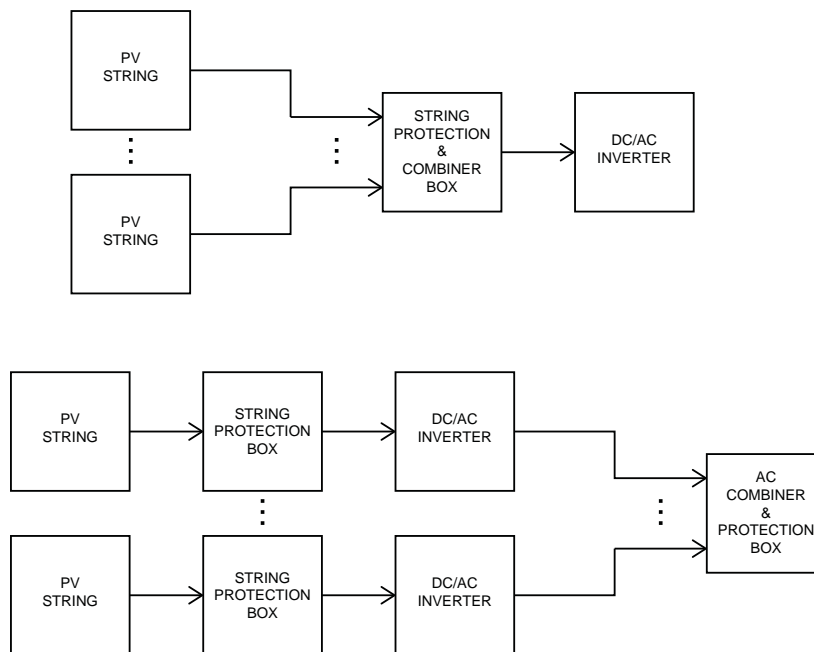 PV
STRING
STRING
PROTECTION
&
COMBINER
BOX
DC/AC
INVERTER
PV
STRING
PV
STRING
STRING
PROTECTION
BOX
DC/AC
INVERTER
AC
COMBINER
&
PROTECTION
BOX
PV
STRING
STRING
PROTECTION
BOX
DC/AC
INVERTER